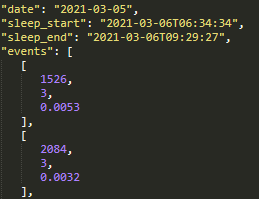 "date": "2021-03-05",
"sleep_start": "2021-03-06T06:34:34",
"sleep_end": "2021-03-06T09:29:27",
"events": [
[
1526,
3,
0.0053
],
[
2084,
3,
0.0032
],